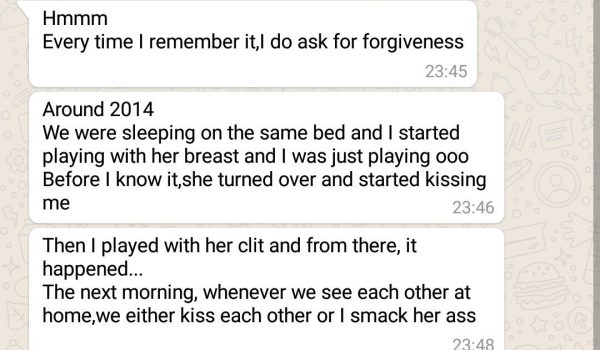 Hmmm
Every time I remember it,I do ask for forgiveness
23:45
Around 2014
We were sleeping on the same bed and I started
playing with her breast and I was just playing ooo
Before I know it,she turned over and started kissing
me
23:46
Then I played with her clit and from there, it
happened...
The next morning, whenever we see each other at
home,we either kiss each other or I smack her ass
23:48